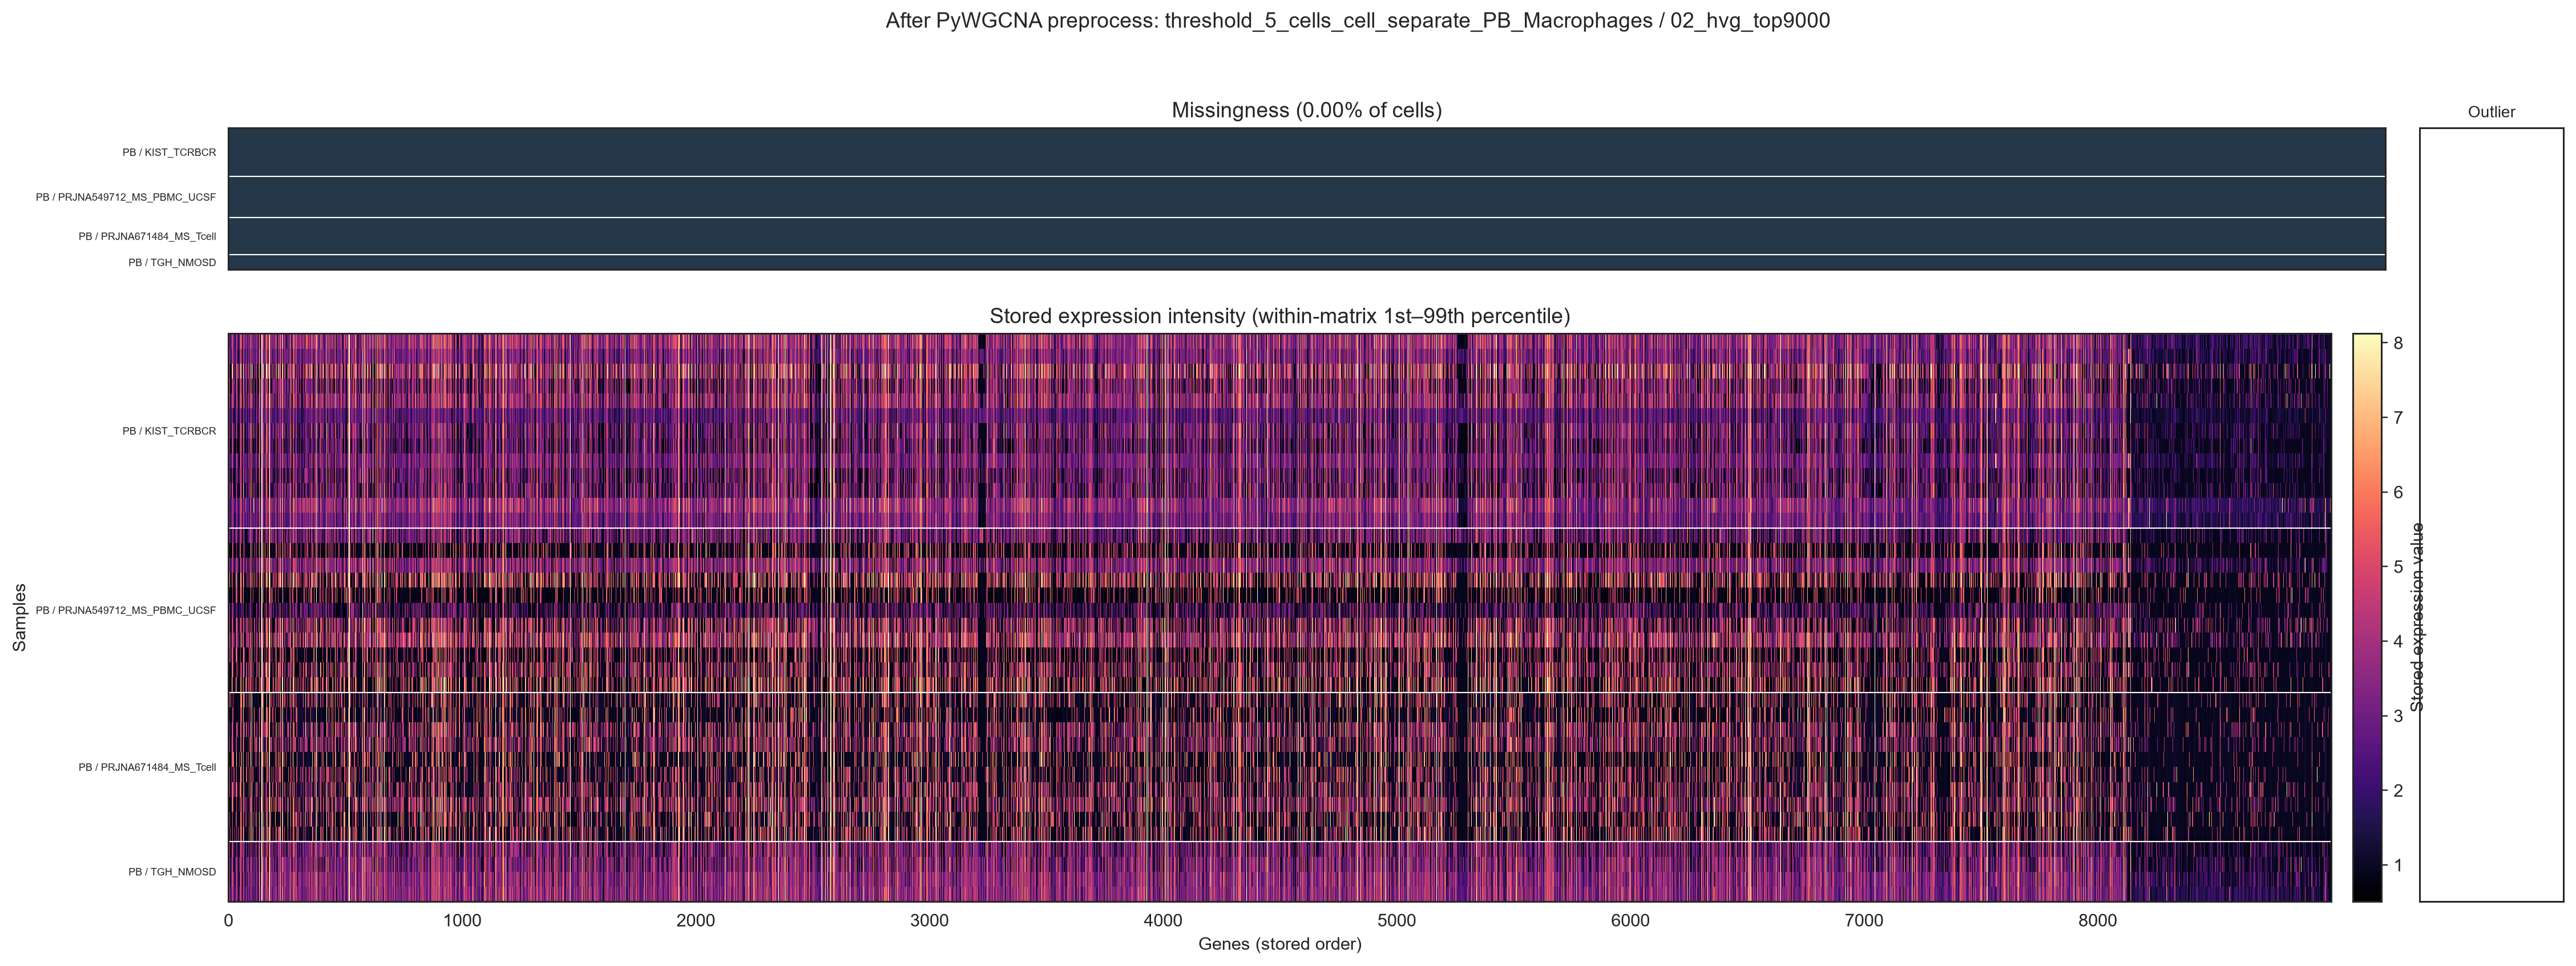 After PyWGCNA preprocess: threshold_5_cells_cell_separate_PB_Macrophages / 02_hvg_top9000
Missingness (0.00% of cells)
Outlier
PB / KIST_TCRBCR
PB / PRJNA549712_MS_PBMC_UCSF
PB / PRJNA671484_MS_Tcell
PB / TGH_NMOSD
Stored expression intensity (within-matrix 1st–99th percentile)
Samples
PB / KIST_TCRBCR
PB / PRJNA549712_MS_PBMC_UCSF
PB / PRJNA671484_MS_Tcell
PB / TGH_NMOSD
8
7
6
5
4
3
2
1
Stored expression value
0 1000 2000 3000 4000 5000 6000 7000 8000
Genes (stored order)